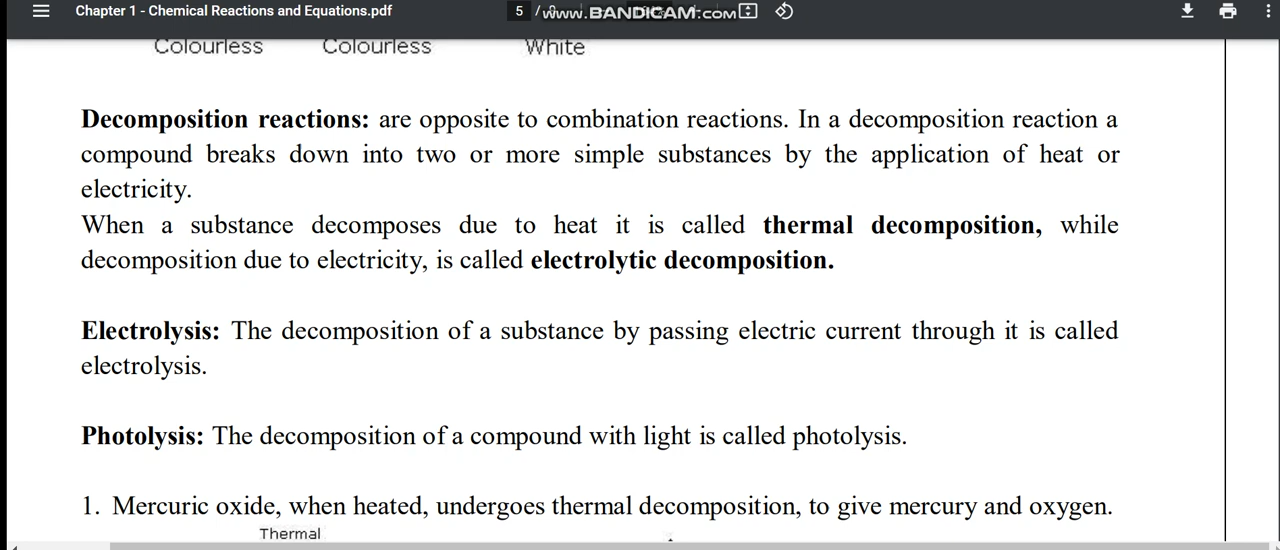 Chapter 1 - Chemical Reactions and Equations.pdf 5 / www.BANDICAM.com
Colourless Colourless White
Decomposition reactions: are opposite to combination reactions. In a decomposition reaction a
compound breaks down into two or more simple substances by the application of heat or
electricity.
When a substance decomposes due to heat it is called thermal decomposition, while
decomposition due to electricity, is called electrolytic decomposition.
Electrolysis: The decomposition of a substance by passing electric current through it is called
electrolysis.
Photolysis: The decomposition of a compound with light is called photolysis.
1. Mercuric oxide, when heated, undergoes thermal decomposition, to give mercury and oxygen.
Thermal